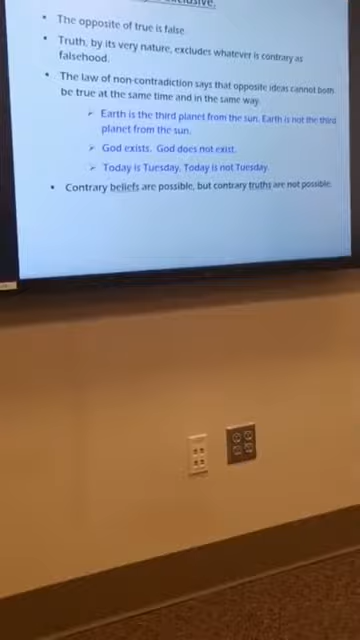 The opposite of true is false
Truth, by its very nature, excludes whatever is contrary as
falsehood.
The law of non-contradiction says that opposite ideas cannot both
be true at the same time and in the same way.
Earth is the third planet from the sun. Earth is not the third
planet from the sun.
God exists. God does not exist.
Today is Tuesday. Today is not Tuesday.
Contrary beliefs are possible, but contrary truths are not possible.